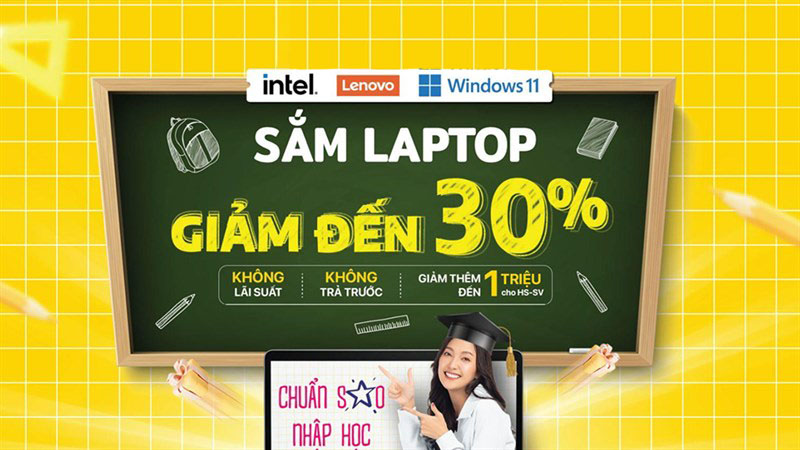 intel. Lenovo Windows 11
SẮM LAPTOP
GIẢM ĐẾN 30%
KHÔNG LÃI SUẤT
KHÔNG TRẢ TRƯỚC
GIẢM THÊM ĐẾN 1 TRIỆU cho HS-SV
CHUẨN S☆O
NHẬP HỌC